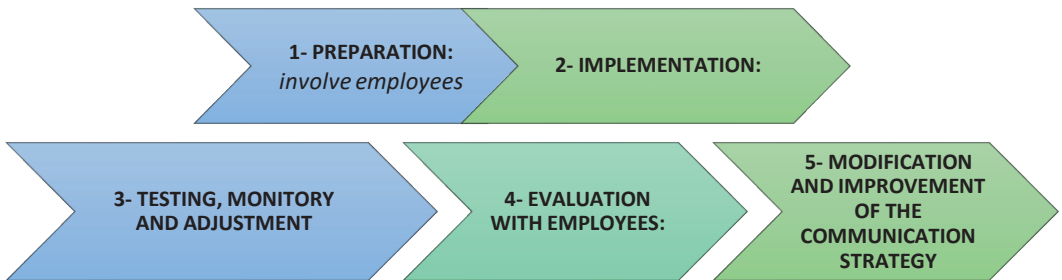 1- PREPARATION:
involve employees
2- IMPLEMENTATION:
3- TESTING, MONITORY
AND ADJUSTMENT
4- EVALUATION
WITH EMPLOYEES:
5- MODIFICATION
AND IMPROVEMENT
OF THE
COMMUNICATION
STRATEGY